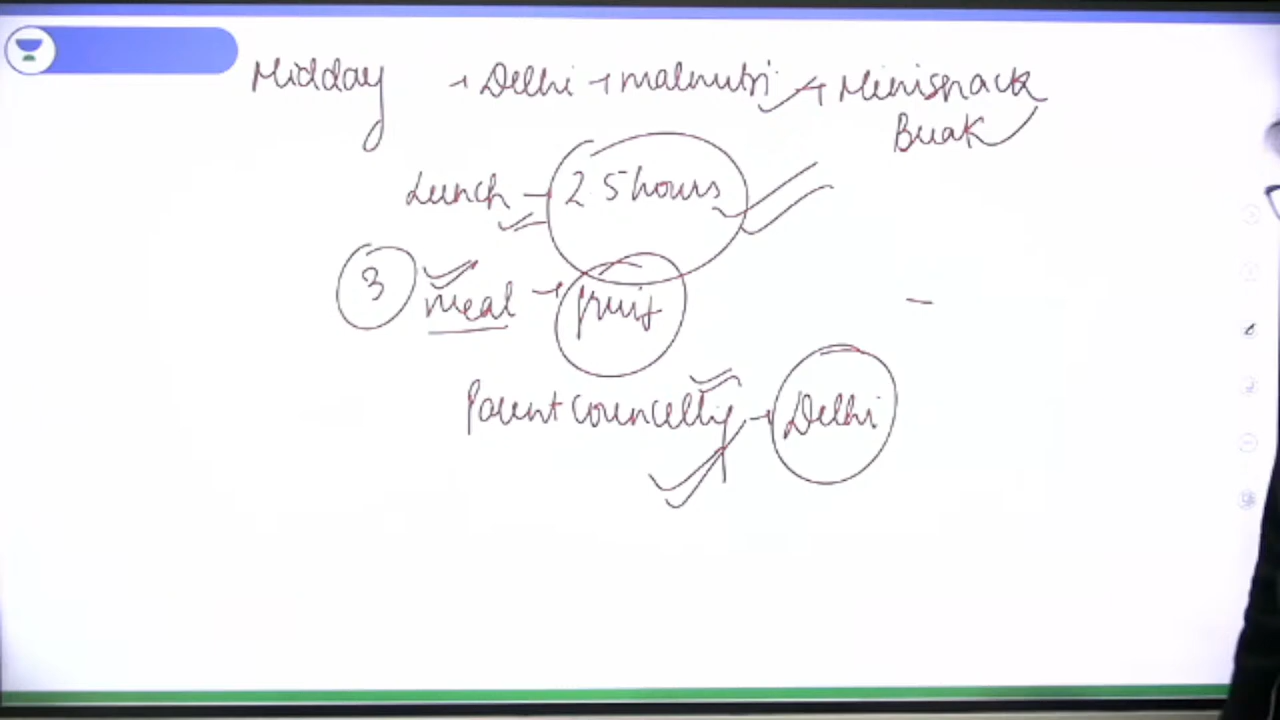 Midday → Delhi → malnutri → Minisnack
Break
Lunch - 2.5 hours
3 meal → fruit
Parent councelling → Delhi